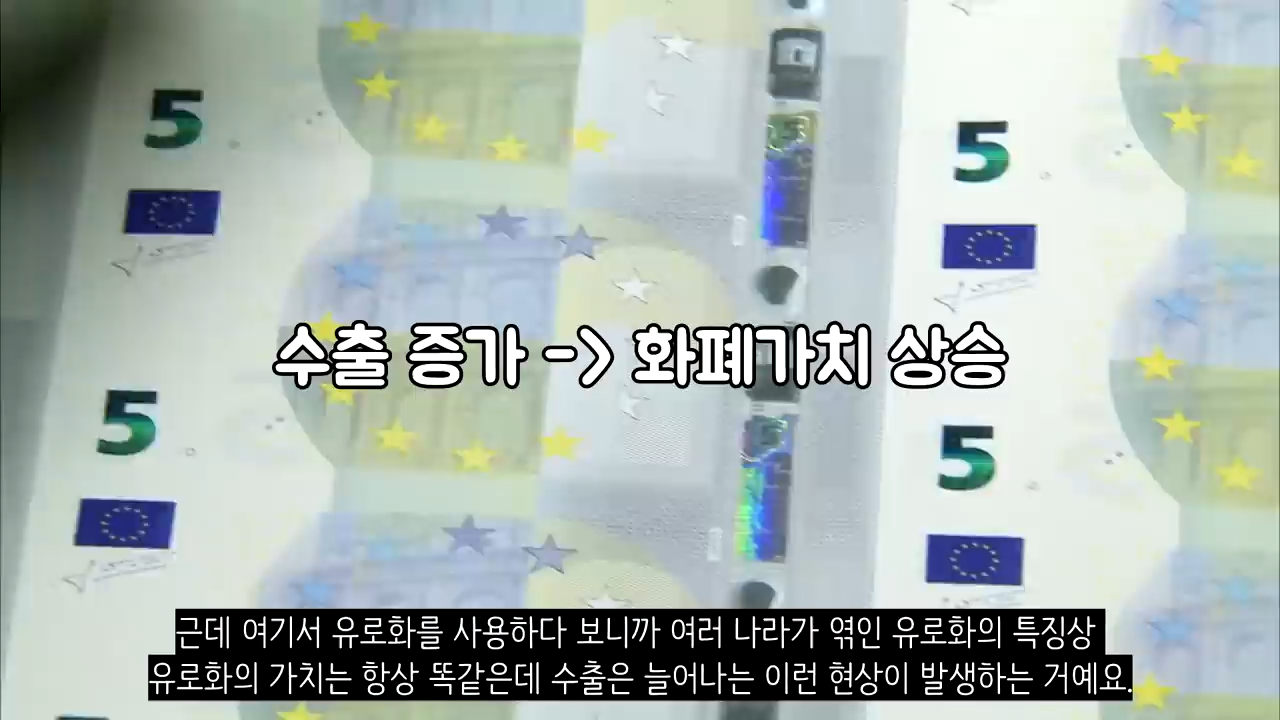 5
5
수출 증가 -> 화폐가치 상승
5
5
근데 여기서 유로화를 사용하다 보니까 여러 나라가 엮인 유로화의 특징상
유로화의 가치는 항상 똑같은데 수출은 늘어나는 이런 현상이 발생하는 거예요.